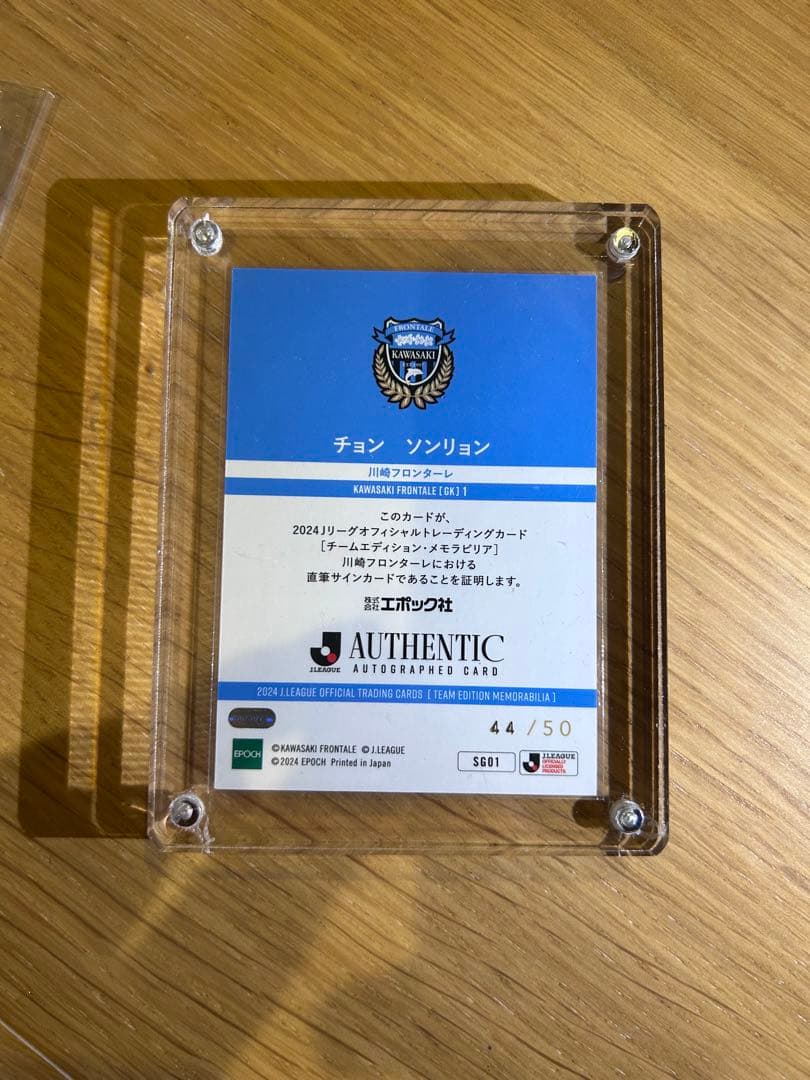 FRONTALE
KAWASAKI
チョン ソンリョン
川崎フロンターレ
KAWASAKI FRONTALE [GK] 1
このカードが、
2024Jリーグオフィシャルトレーディングカード
[チームエディション・メモラビリア]
川崎フロンターレにおける
直筆サインカードであることを証明します。
株式会社エポック社
J.LEAGUE
AUTHENTIC
AUTOGRAPHED CARD
2024 J.LEAGUE OFFICIAL TRADING CARDS [ TEAM EDITION MEMORABILIA ]
44 /50
EPOCH
©KAWASAKI FRONTALE ©J.LEAGUE
©2024 EPOCH Printed in Japan
SG01
J.LEAGUE
OFFICIALLY
LICENSED
PRODUCTS